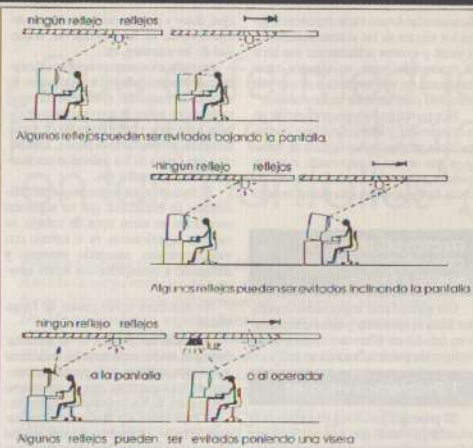 ningún reflejo reflejos
Algunos reflejos pueden ser evitados bajando la pantalla
-ningún reflejo reflejos
Algunos reflejos pueden ser evitados inclinando la pantalla
ningún reflejo reflejos
luz
a la pantalla o al operador
Algunos reflejos pueden ser evitados poniendo una visera